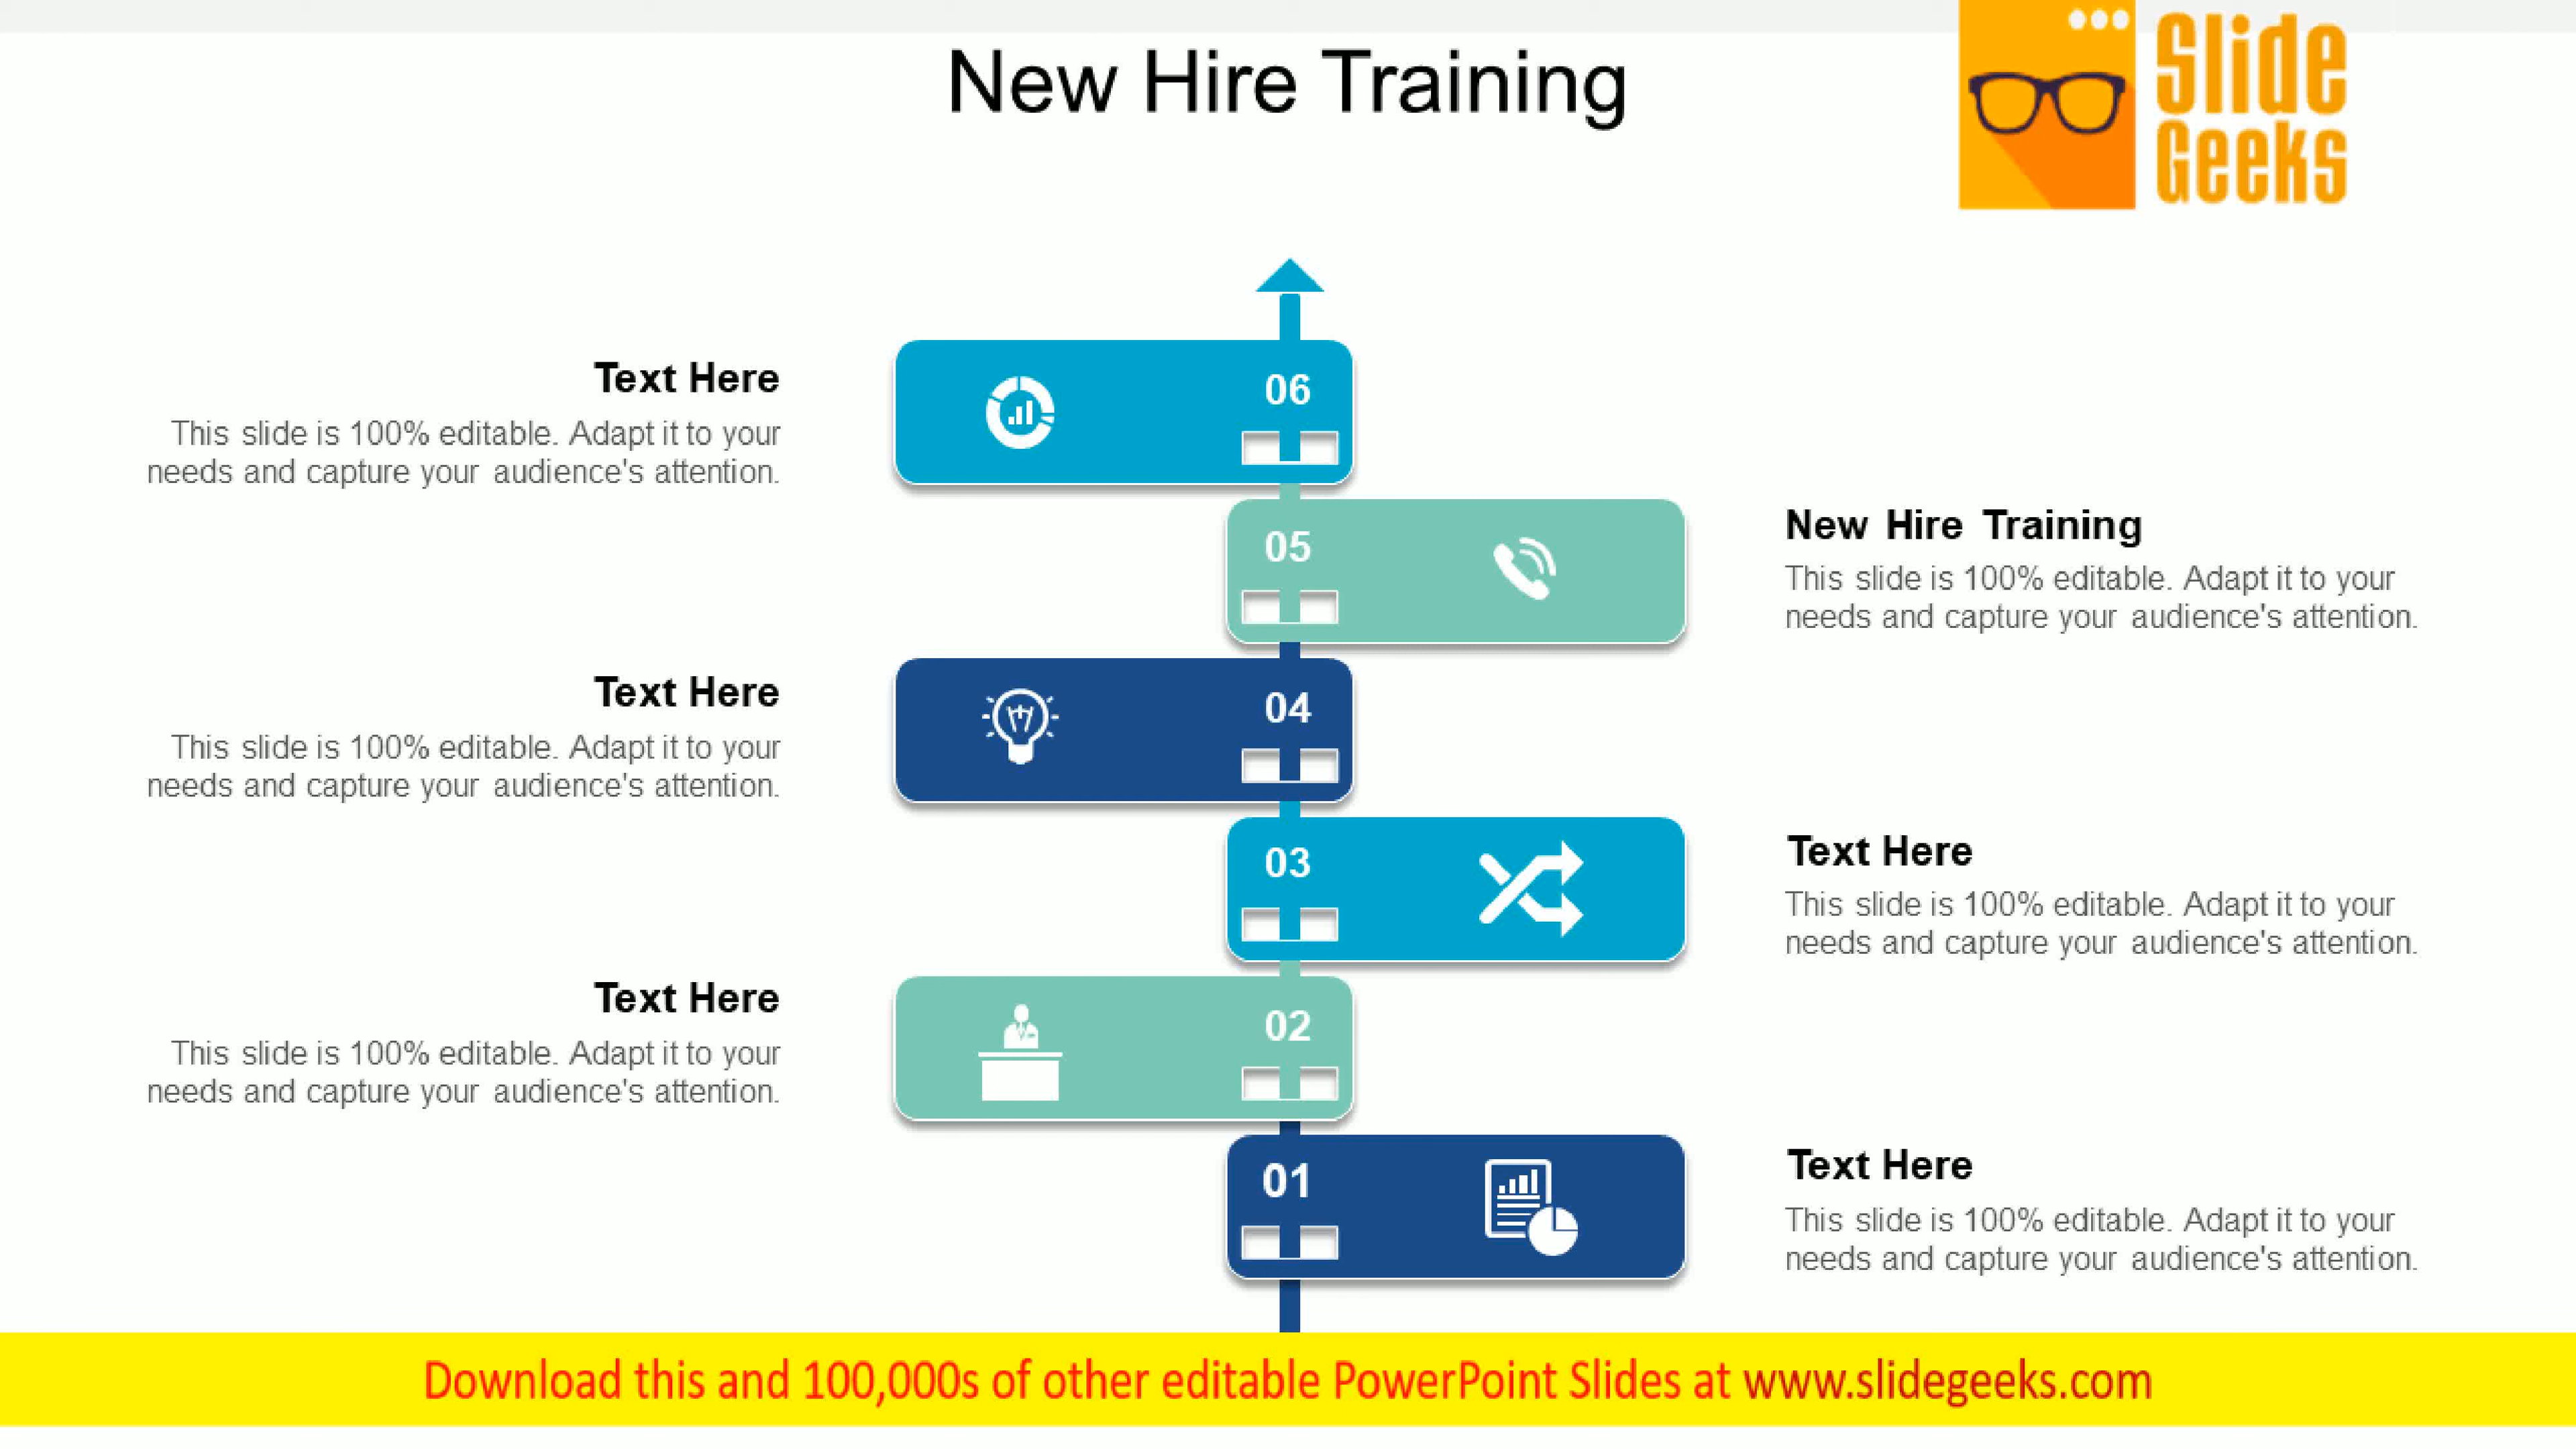 New Hire Training
Slide
Geeks
Text Here
This slide is 100% editable. Adapt it to your
needs and capture your audience's attention.
06
05
New Hire Training
This slide is 100% editable. Adapt it to your
needs and capture your audience's attention.
Text Here
This slide is 100% editable. Adapt it to your
needs and capture your audience's attention.
04
03
Text Here
This slide is 100% editable. Adapt it to your
needs and capture your audience's attention.
Text Here
This slide is 100% editable. Adapt it to your
needs and capture your audience's attention.
02
01
Text Here
This slide is 100% editable. Adapt it to your
needs and capture your audience's attention.
Download this and 100,000s of other editable PowerPoint Slides at www.slidegeeks.com